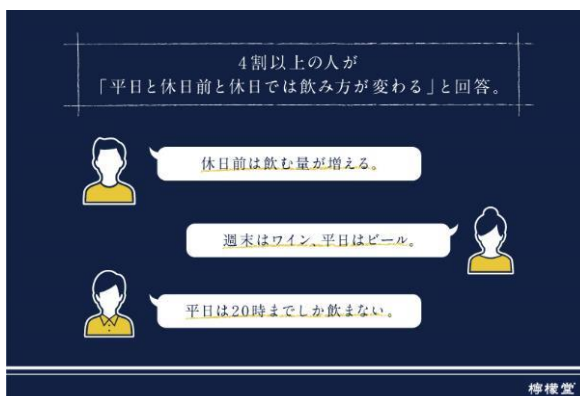 4割以上の人が
「平日と休日前と休日では飲み方が変わる」と回答。
休日前は飲む量が増える。
週末はワイン、平日はビール。
平日は20時までしか飲まない。
檸檬堂